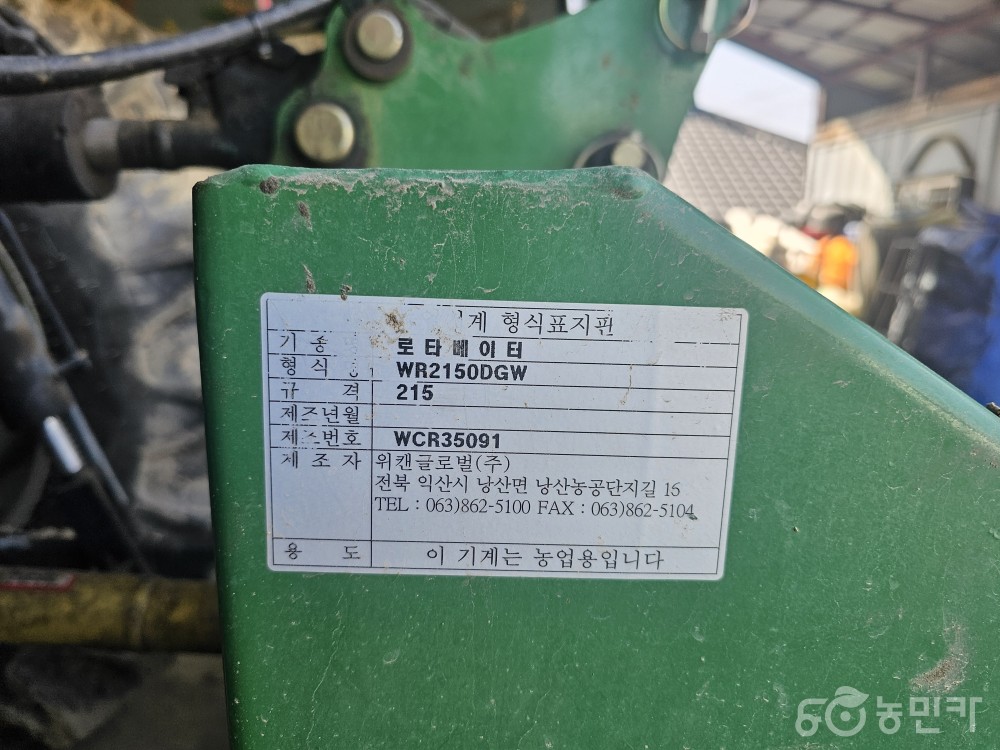 계 형식표지판
기 종 로타베이터
형식 WR2150DGW
규 격 215
제조년월
제조번호 WCR35091
제 조 자 위캔글로벌(주)
전북 익산시 낭산면 낭산농공단지길 15
TEL : 063)862-5100 FAX : 063)862-5104
용 도 이 기계는 농업용입니다
농민카